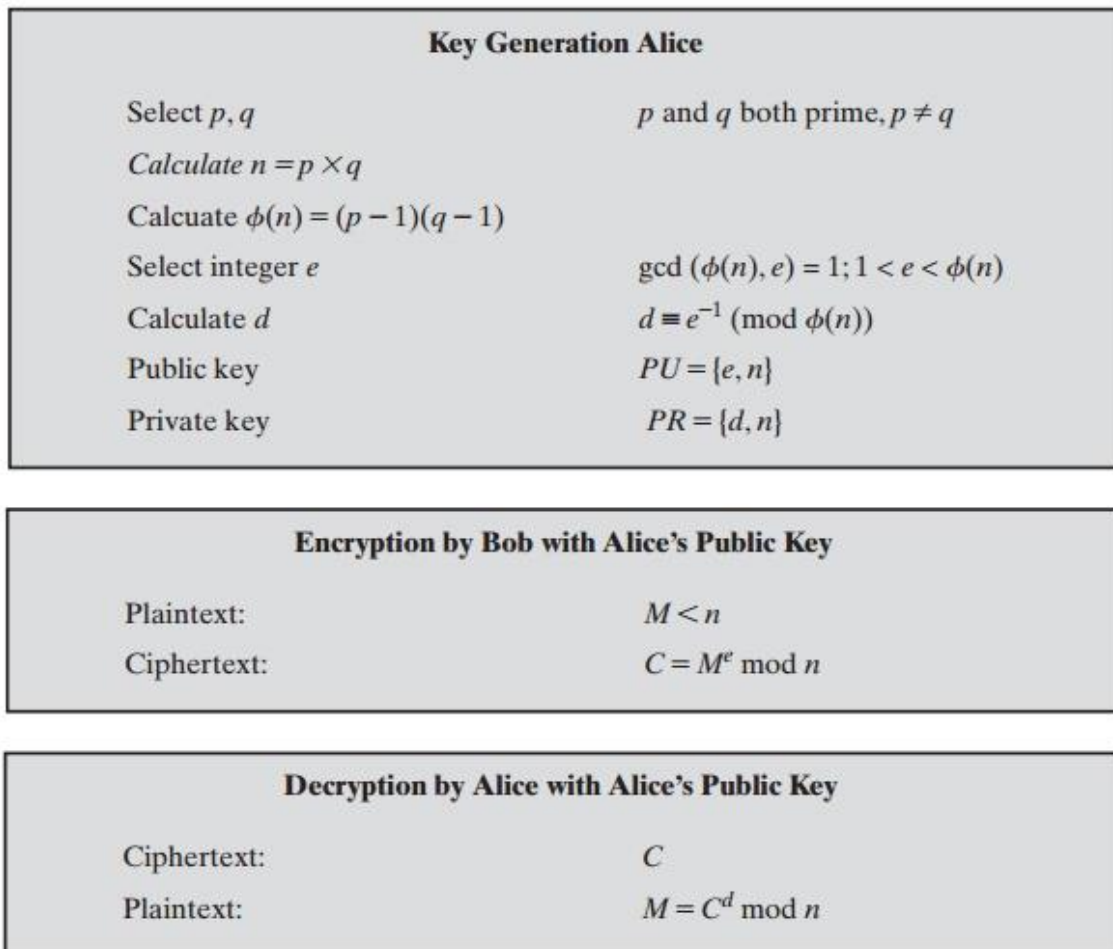 Key Generation Alice
Select p, q p and q both prime, p ≠ q
Calculate n = p × q
Calcuate ϕ(n) = (p − 1)(q − 1)
Select integer e gcd (ϕ(n), e) = 1; 1 < e < ϕ(n)
Calculate d d ≡ e⁻¹ (mod ϕ(n))
Public key PU = {e, n}
Private key PR = {d, n}
Encryption by Bob with Alice’s Public Key
Plaintext: M < n
Ciphertext: C = Mᵉ mod n
Decryption by Alice with Alice’s Public Key
Ciphertext: C
Plaintext: M = Cᵈ mod n